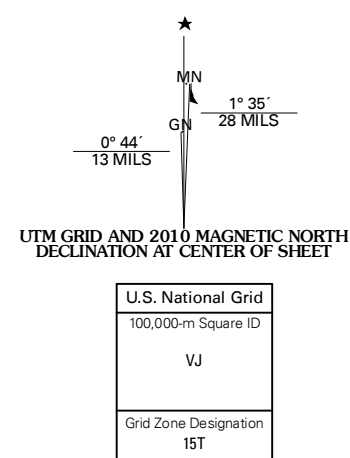 MN
1° 35´
28 MILS
GN
0° 44´
13 MILS
UTM GRID AND 2010 MAGNETIC NORTH
DECLINATION AT CENTER OF SHEET
U.S. National Grid
100,000-m Square ID
VJ
Grid Zone Designation
15T